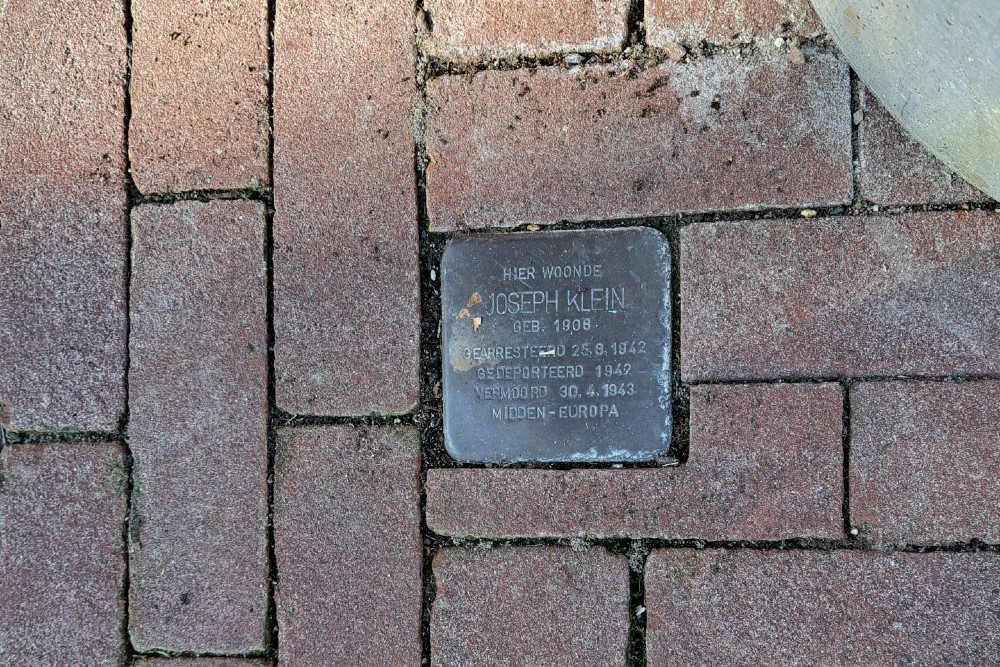 HIER WOONDE
JOSEPH KLEIN
GEB. 1908
GEARRESTEERD 25.8.1942
GEDEPORTEERD 1942
VERMOORD 30.4.1943
MIDDEN-EUROPA